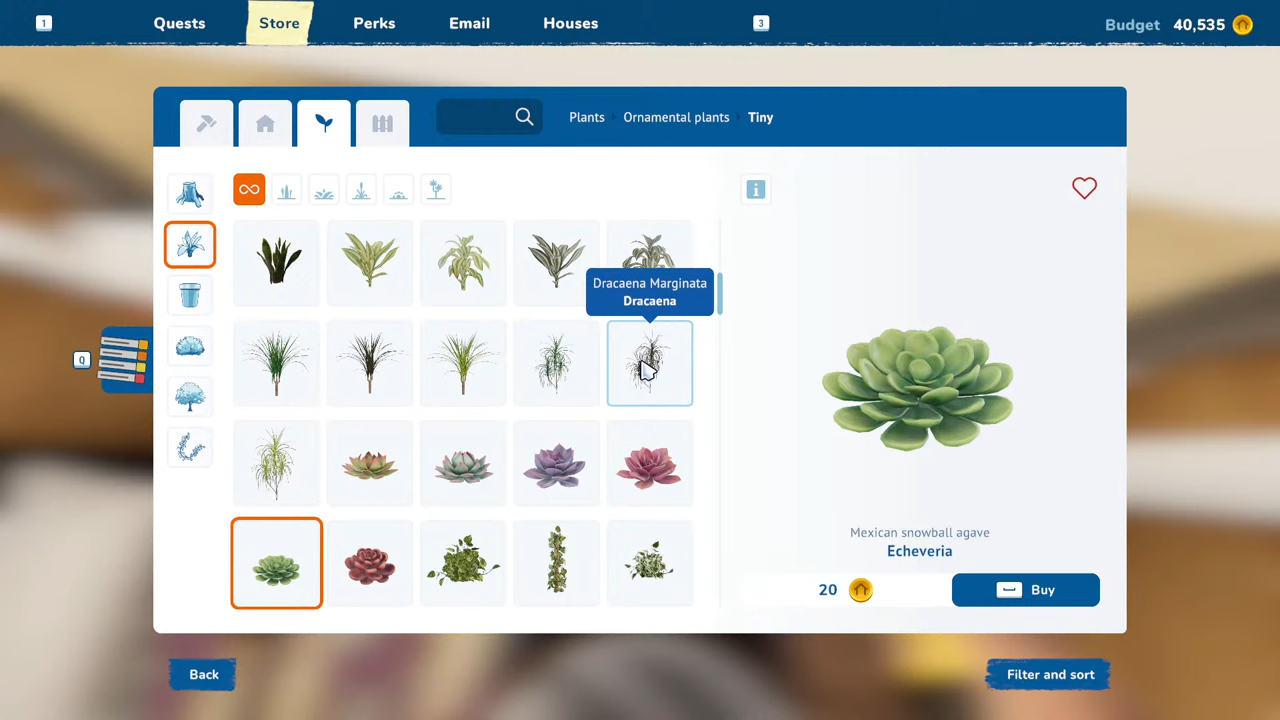 1
Quests
Store
Perks
Email
Houses
3
Budget 40,535
Plants Ornamental plants Tiny
i
Dracaena Marginata
Dracaena
Q
Mexican snowball agave
Echeveria
20
Buy
Back
Filter and sort